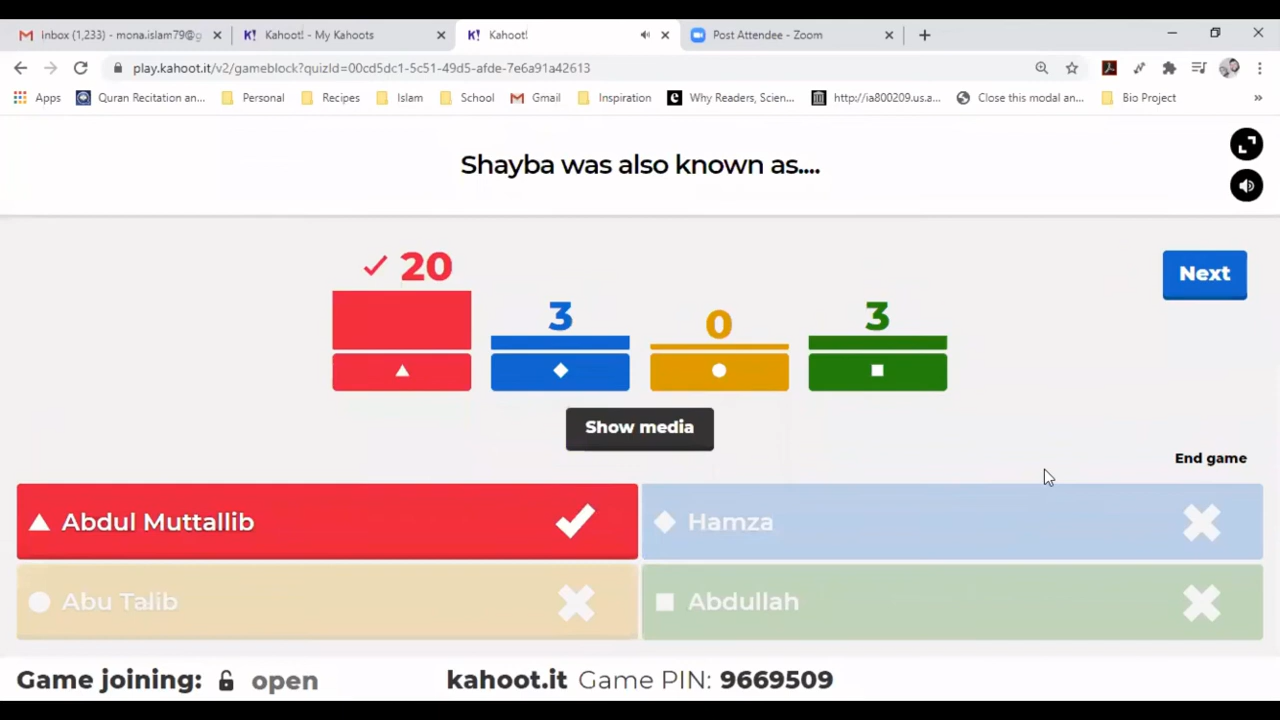 Inbox (1,233) - mona.islam79@g
Kahoot! - My Kahoots
Kahoot!
Post Attendee - Zoom
play.kahoot.it/v2/gameblock?quizId=00cd5dc1-5c51-49d5-afde-7e6a91a42613
Apps
Quran Recitation an...
Personal
Recipes
Islam
School
Gmail
Inspiration
Why Readers, Scien...
http://ia800209.us.a...
Close this modal an...
Bio Project
Shayba was also known as....
20
3
0
3
Next
Show media
End game
Abdul Muttallib
Hamza
Abu Talib
Abdullah
Game joining: open
kahoot.it Game PIN: 9669509